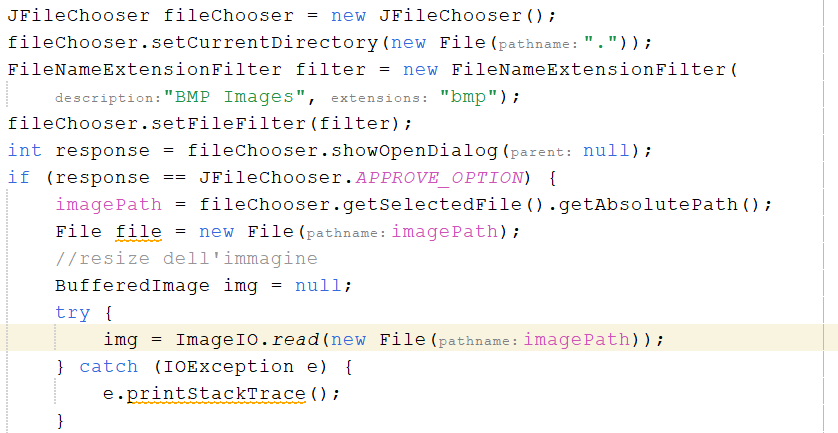 JFileChooser fileChooser = new JFileChooser();
fileChooser.setCurrentDirectory(new File(pathname: "."));
FileNameExtensionFilter filter = new FileNameExtensionFilter(
description: "BMP Images", extensions: "bmp");
fileChooser.setFileFilter(filter);
int response = fileChooser.showOpenDialog(parent: null);
if (response == JFileChooser.APPROVE_OPTION) {
imagePath = fileChooser.getSelectedFile().getAbsolutePath();
File file = new File(pathname: imagePath);
//resize dell'immagine
BufferedImage img = null;
try {
img = ImageIO.read(new File(pathname: imagePath));
} catch (IOException e) {
e.printStackTrace();
}